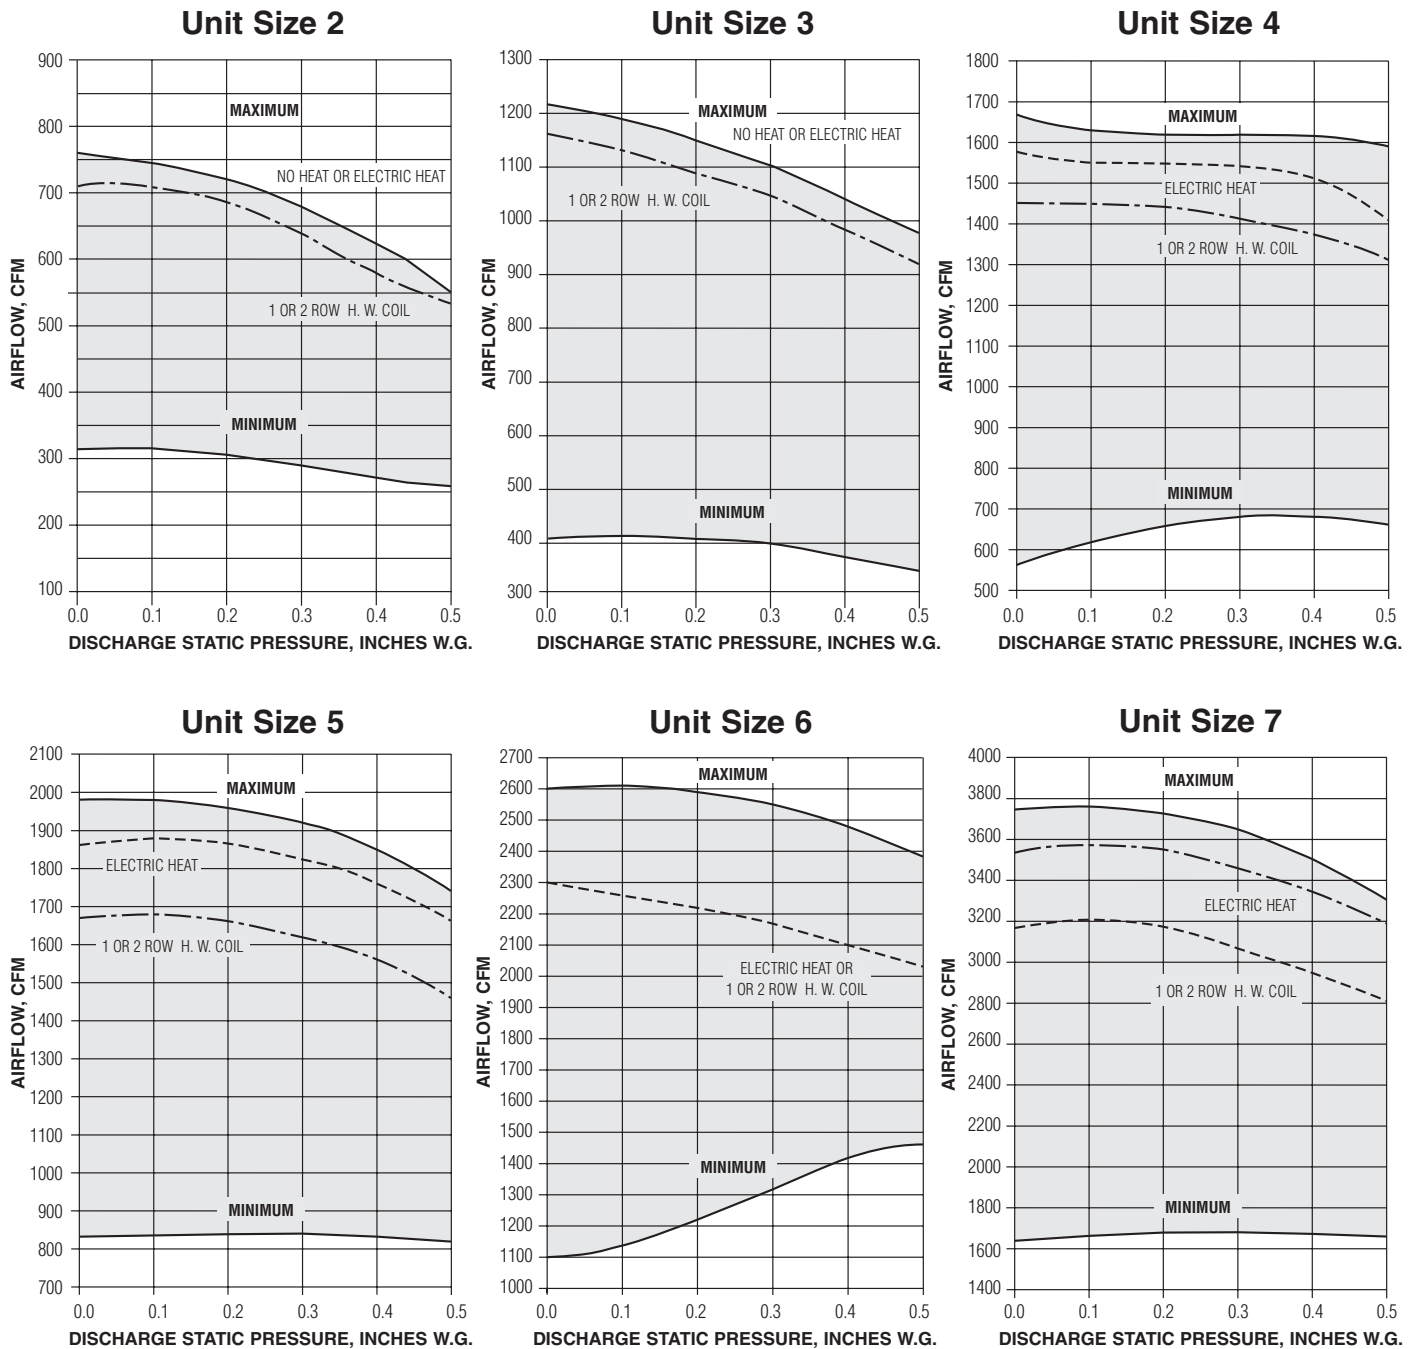 Unit Size 2
900
800
700
600
500
400
300
200
100
AIRFLOW, CFM
MAXIMUM
NO HEAT OR ELECTRIC HEAT
1 OR 2 ROW H. W. COIL
MINIMUM
0.0 0.1 0.2 0.3 0.4 0.5
DISCHARGE STATIC PRESSURE, INCHES W.G.
Unit Size 3
1300
1200
1100
1000
900
800
700
600
500
400
300
AIRFLOW, CFM
MAXIMUM
NO HEAT OR ELECTRIC HEAT
1 OR 2 ROW H. W. COIL
MINIMUM
0.0 0.1 0.2 0.3 0.4 0.5
DISCHARGE STATIC PRESSURE, INCHES W.G.
Unit Size 4
1800
1700
1600
1500
1400
1300
1200
1100
1000
900
800
700
600
500
AIRFLOW, CFM
MAXIMUM
ELECTRIC HEAT
1 OR 2 ROW H. W. COIL
MINIMUM
0.0 0.1 0.2 0.3 0.4 0.5
DISCHARGE STATIC PRESSURE, INCHES W.G.
Unit Size 5
2100
2000
1900
1800
1700
1600
1500
1400
1300
1200
1100
1000
900
800
700
AIRFLOW, CFM
MAXIMUM
ELECTRIC HEAT
1 OR 2 ROW H. W. COIL
MINIMUM
0.0 0.1 0.2 0.3 0.4 0.5
DISCHARGE STATIC PRESSURE, INCHES W.G.
Unit Size 6
2700
2600
2500
2400
2300
2200
2100
2000
1900
1800
1700
1600
1500
1400
1300
1200
1100
1000
AIRFLOW, CFM
MAXIMUM
ELECTRIC HEAT OR
1 OR 2 ROW H. W. COIL
MINIMUM
0.0 0.1 0.2 0.3 0.4 0.5
DISCHARGE STATIC PRESSURE, INCHES W.G.
Unit Size 7
4000
3800
3600
3400
3200
3000
2800
2600
2400
2200
2000
1800
1600
1400
AIRFLOW, CFM
MAXIMUM
ELECTRIC HEAT
1 OR 2 ROW H. W. COIL
MINIMUM
0.0 0.1 0.2 0.3 0.4 0.5
DISCHARGE STATIC PRESSURE, INCHES W.G.